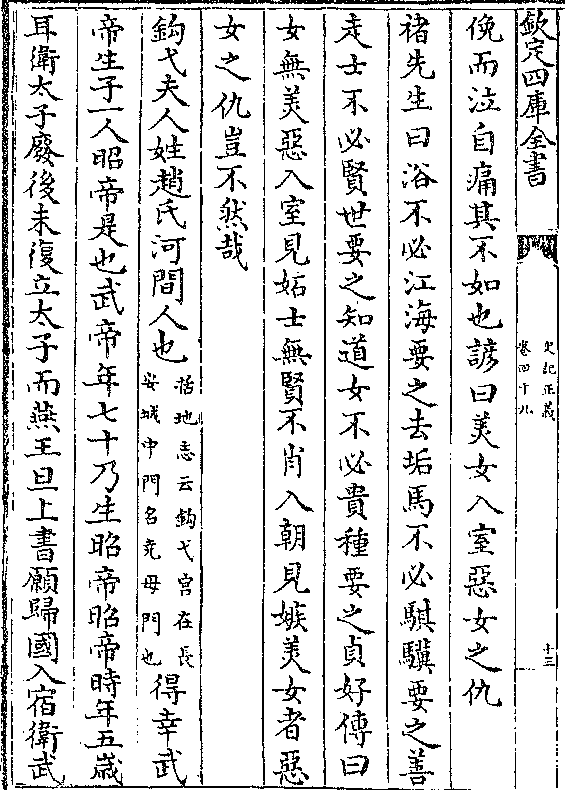 欽定四庫全書
史記正義
卷四十九
十三
俛而泣自痛其不如也諺曰美女入室惡女之仇
褚先生曰浴不必江海要之去垢馬不必騏驥要之善
走士不必賢世要之知道女不必貴種要之貞好傳曰
女無美惡入室見妬士無賢不肖入朝見嫉美女者惡
女之仇豈不然哉
鈎弋夫人姓趙氏河間人也
括地志云鈎弋宫在長
安城中門名堯母門也
得幸武
帝生子一人昭帝是也武帝年七十乃生昭帝昭帝時年五歲
耳衛太子廢後未復立太子而燕王旦上書願歸國入宿衛武